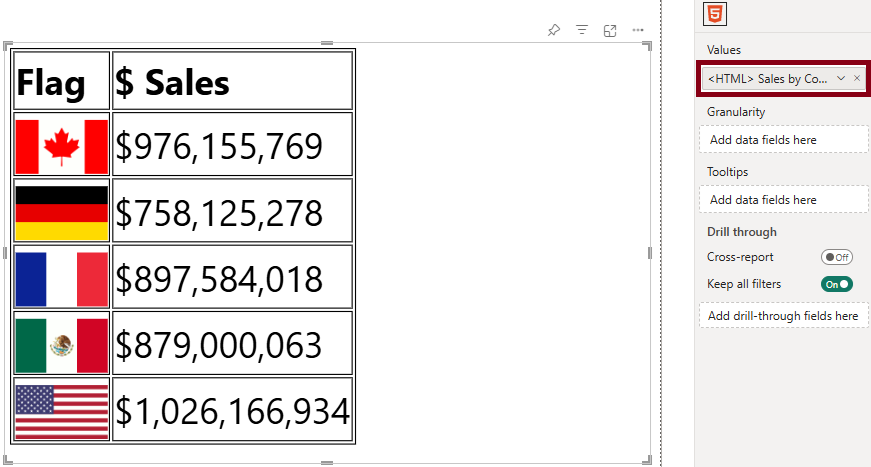 Flag $ Sales
$976,155,769
$758,125,278
$897,584,018
$879,000,063
$1,026,166,934
5
Values
<HTML> Sales by Co...
Granularity
Add data fields here
Tooltips
Add data fields here
Drill through
Cross-report Off
Keep all filters On
Add drill-through fields here